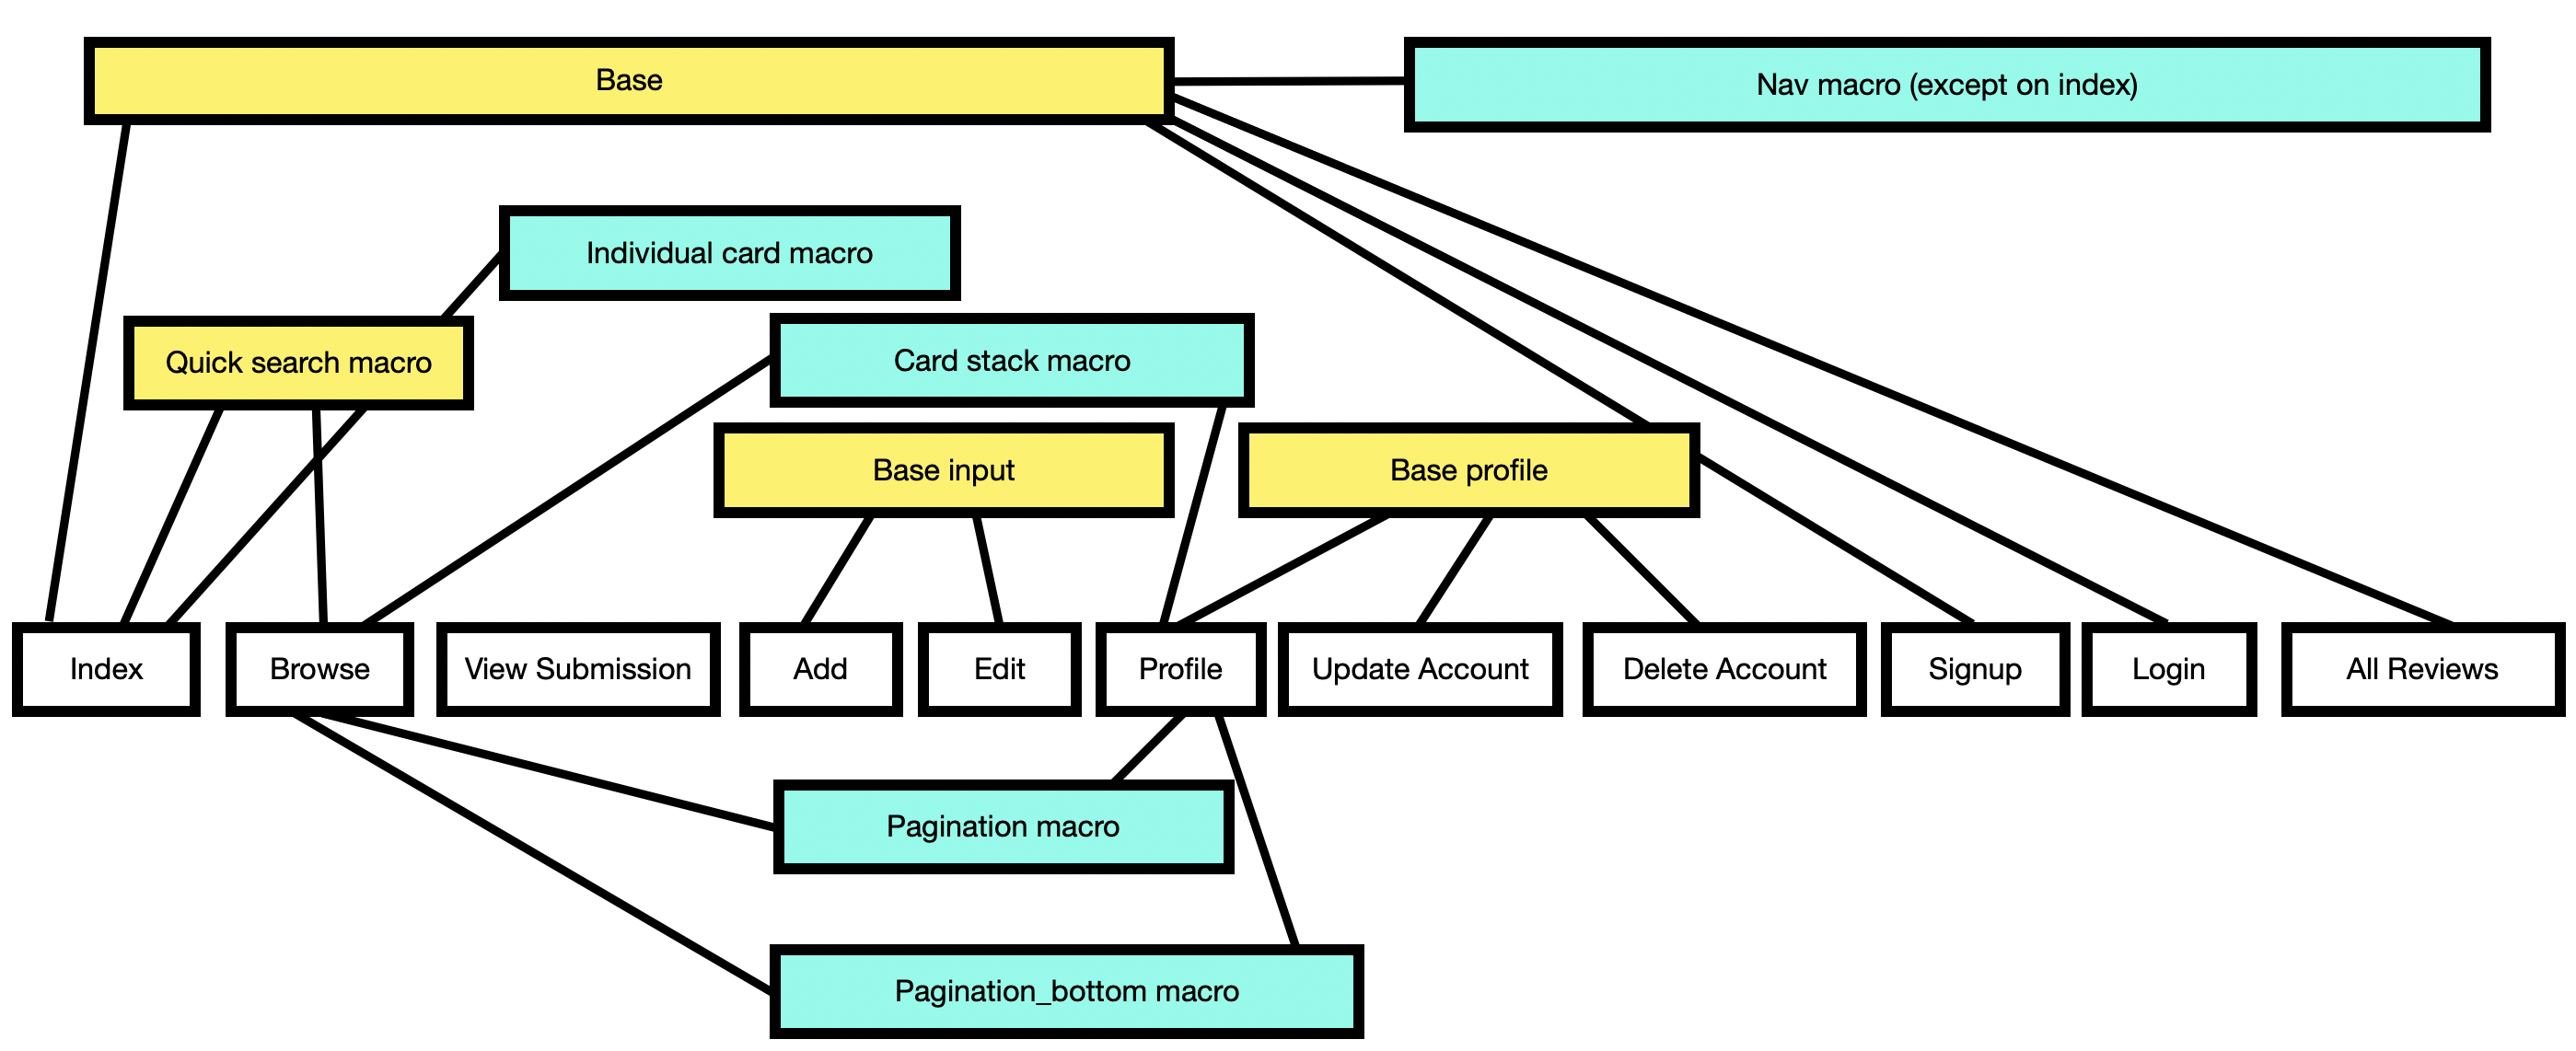 Base
Nav macro (except on index)
Individual card macro
Quick search macro
Card stack macro
Base input
Base profile
Index
Browse
View Submission
Add
Edit
Profile
Update Account
Delete Account
Signup
Login
All Reviews
Pagination macro
Pagination_bottom macro